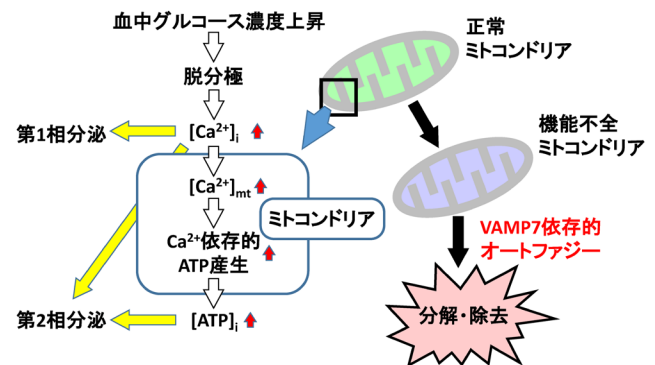 血中グルコース濃度上昇
脱分極
第1相分泌
[Ca²⁺]ᵢ
[Ca²⁺]ₘₜ
ミトコンドリア
Ca²⁺依存的
ATP産生
第2相分泌
[ATP]ᵢ
正常
ミトコンドリア
機能不全
ミトコンドリア
VAMP7依存的
オートファジー
分解・除去